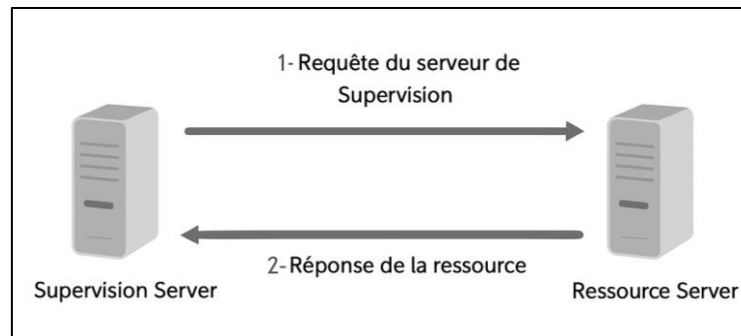 1- Requête du serveur de
Supervision
2- Réponse de la ressource
Supervision Server
Ressource Server